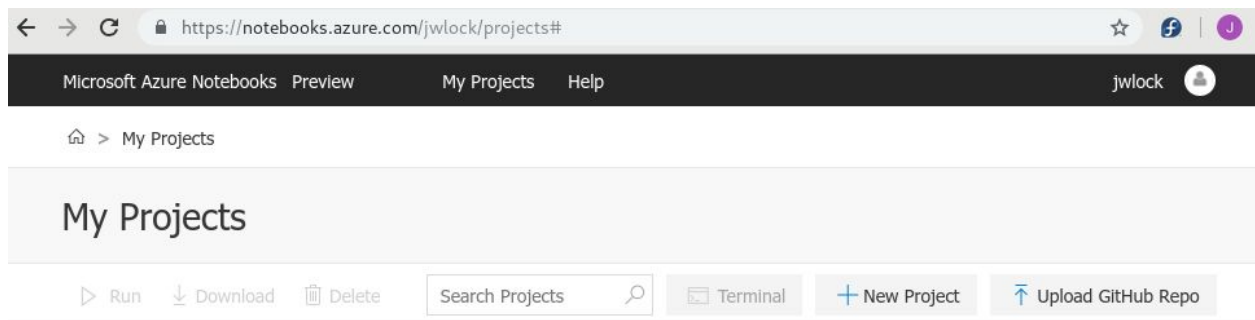 https://notebooks.azure.com/jwlock/projects#
J
Microsoft Azure Notebooks Preview My Projects Help jwlock
> My Projects
My Projects
Run Download Delete Search Projects Terminal New Project Upload GitHub Repo